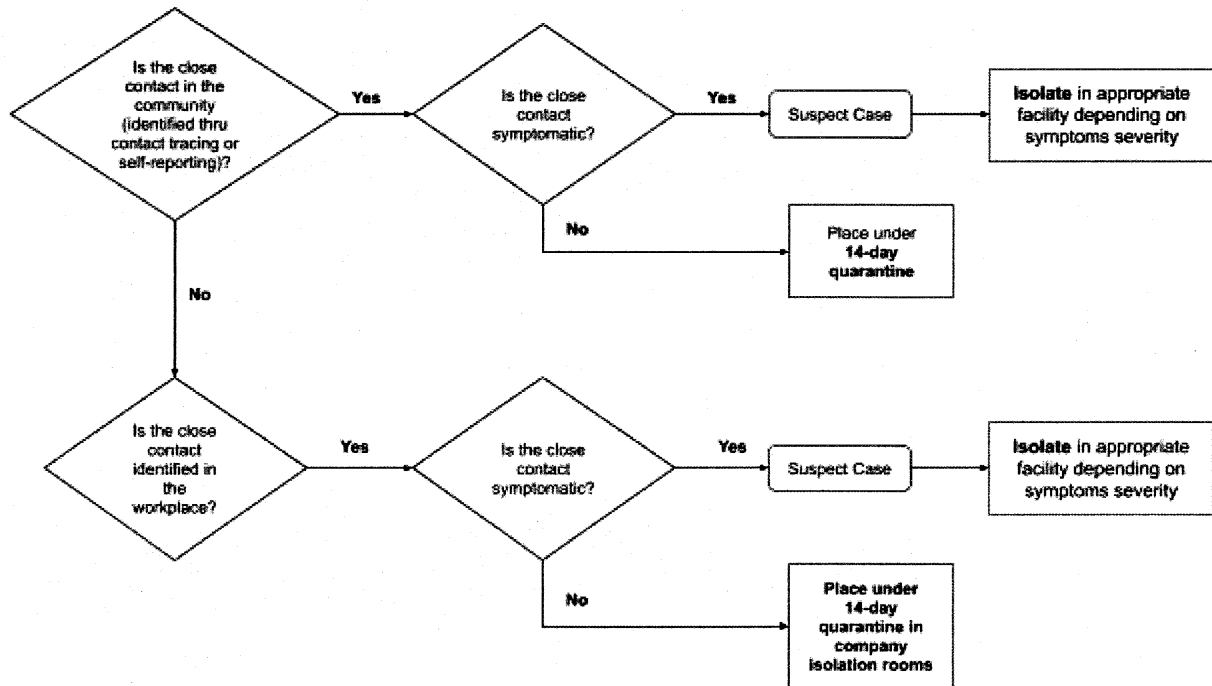 Is the close
contact in the
community
(identified thru
contact tracing or
self-reporting)?
Yes
Is the close
contact
symptomatic?
Yes
Suspect Case
Isolate in appropriate
facility depending on
symptoms severity
No
Place under
14-day
quarantine
No
Is the close
contact
identified in
the
workplace?
Yes
Is the close
contact
symptomatic?
Yes
Suspect Case
Isolate in appropriate
facility depending on
symptoms severity
No
Place under
14-day
quarantine in
company
isolation rooms